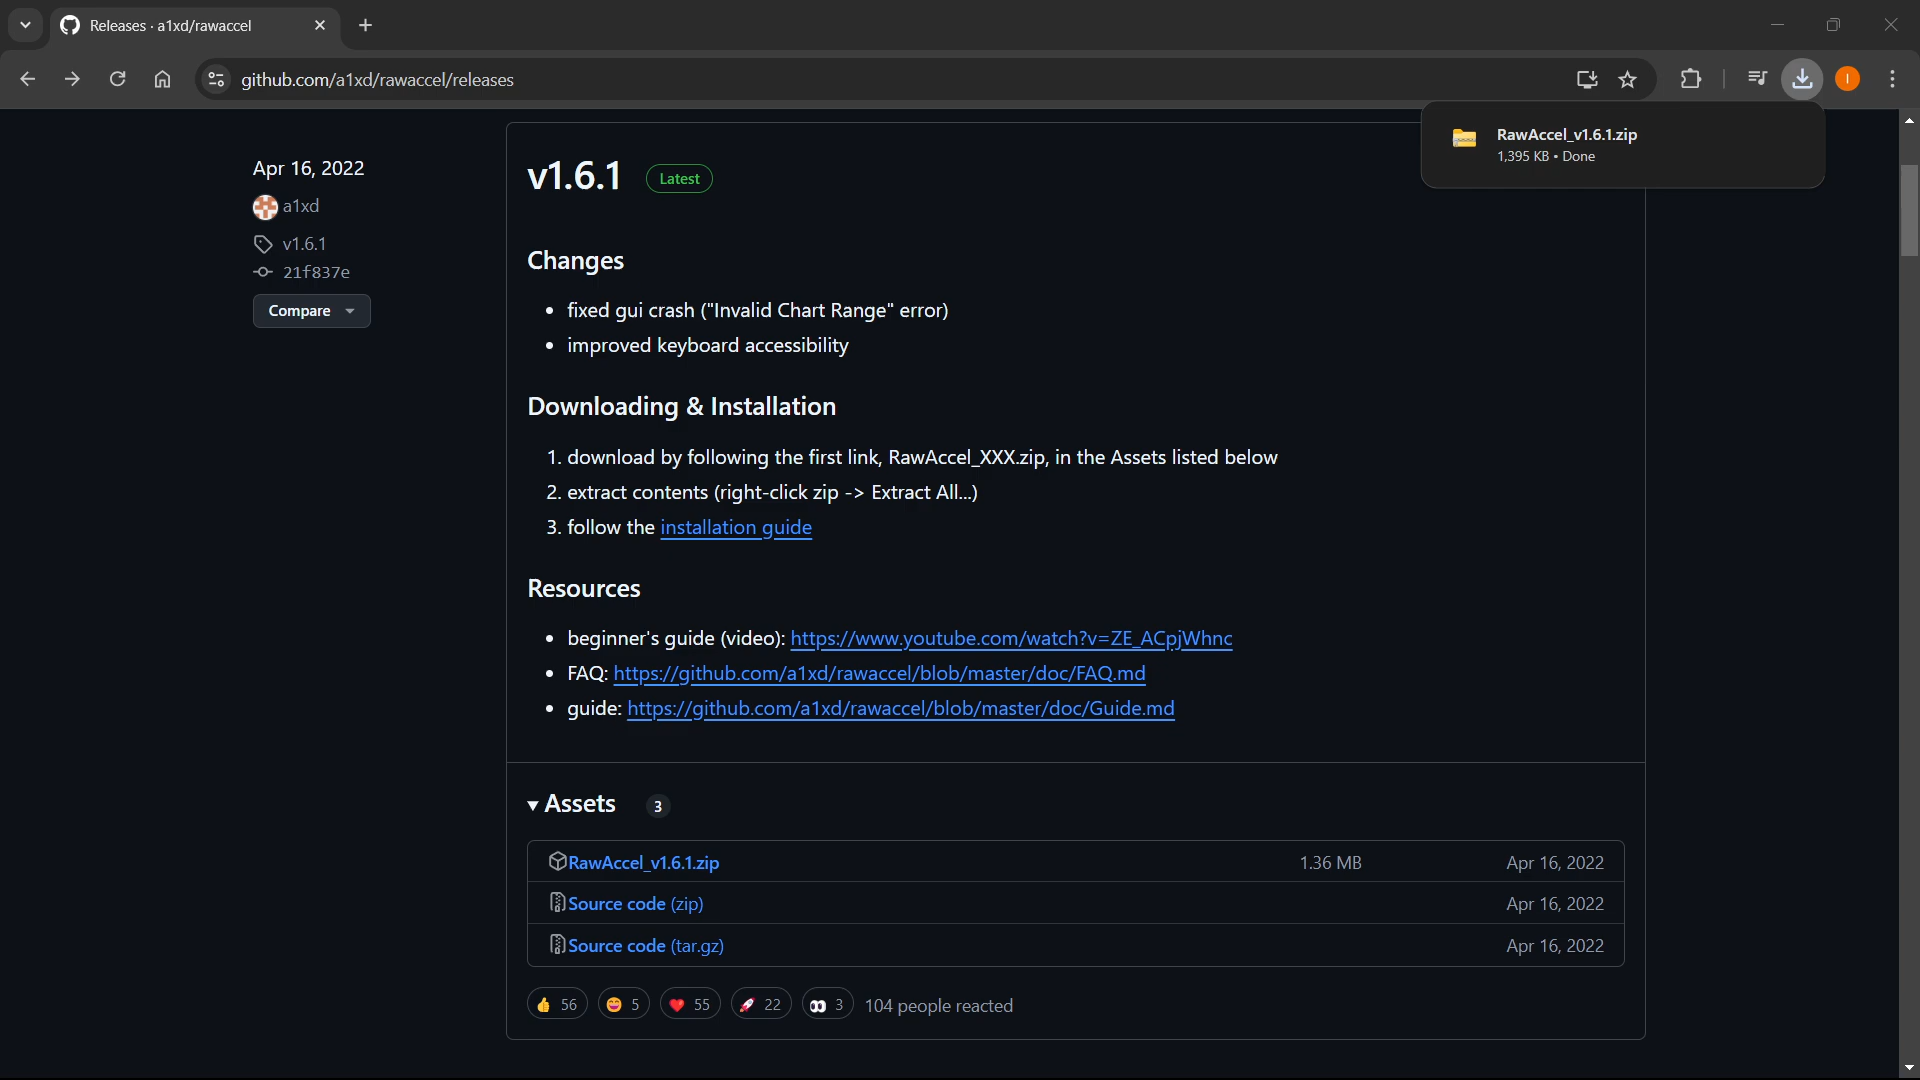 Releases · a1xd/rawaccel
github.com/a1xd/rawaccel/releases
I
RawAccel_v1.6.1.zip
1,395 KB • Done
Apr 16, 2022
a1xd
v1.6.1
21f837e
Compare
v1.6.1 Latest
Changes
• fixed gui crash ("Invalid Chart Range" error)
• improved keyboard accessibility
Downloading & Installation
1. download by following the first link, RawAccel_XXX.zip, in the Assets listed below
2. extract contents (right-click zip -> Extract All...)
3. follow the installation guide
Resources
• beginner's guide (video): https://www.youtube.com/watch?v=ZE_ACpjWhnc
• FAQ: https://github.com/a1xd/rawaccel/blob/master/doc/FAQ.md
• guide: https://github.com/a1xd/rawaccel/blob/master/doc/Guide.md
Assets 3
RawAccel_v1.6.1.zip 1.36 MB Apr 16, 2022
Source code (zip) Apr 16, 2022
Source code (tar.gz) Apr 16, 2022
👍 56 😄 5 ❤️ 55 🚀 22 👀 3 104 people reacted